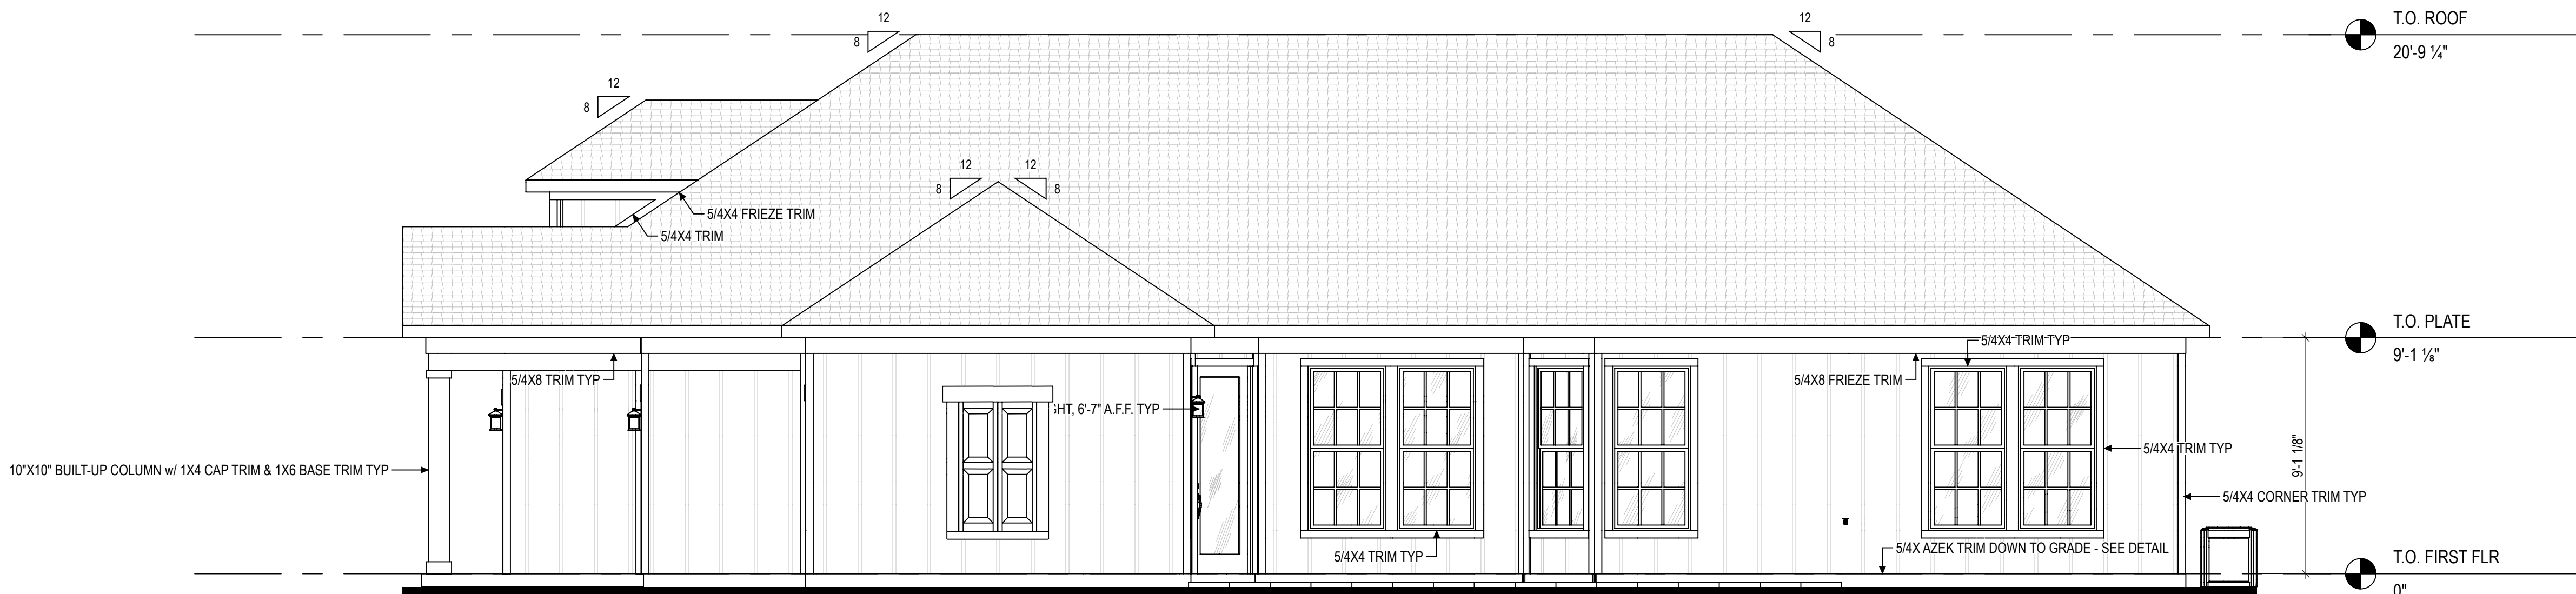 12
12
T.O. ROOF
8
8
20'-9 ¼"
12
8
12
12
8
8
5/4X4 FRIEZE TRIM
5/4X4 TRIM
T.O. PLATE
5/4X4 TRIM TYP
9'-1 ⅛"
5/4X8 TRIM TYP
5/4X8 FRIEZE TRIM
6'-7" A.F.F. TYP
5/4X4 TRIM TYP
9'-1 1/8"
10"X10" BUILT-UP COLUMN w/ 1X4 CAP TRIM & 1X6 BASE TRIM TYP
5/4X4 CORNER TRIM TYP
5/4X AZEK TRIM DOWN TO GRADE - SEE DETAIL
5/4X4 TRIM TYP
T.O. FIRST FLR
0"